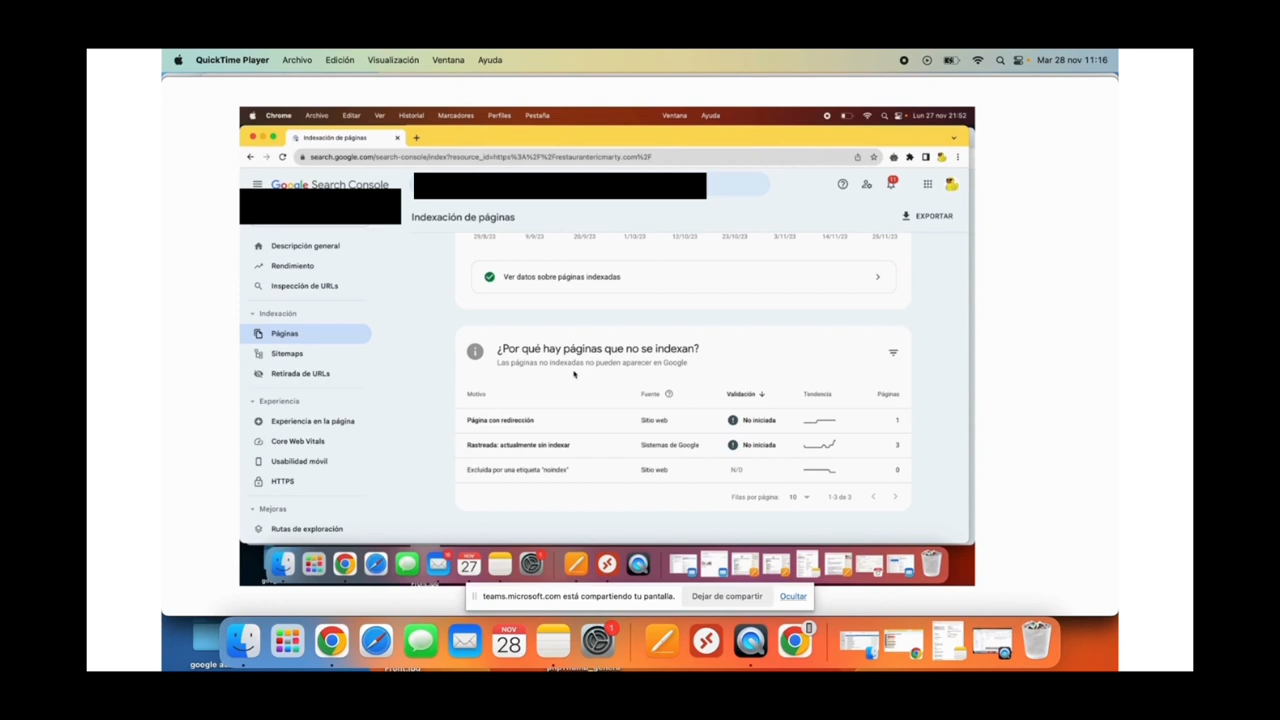 QuickTime Player Archivo Edición Visualización Ventana Ayuda Mar 28 nov 11:16
Chrome Archivo Editar Ver Historial Marcadores Perfiles Pestaña Ventana Ayuda Lun 27 nov 21:52
Indexación de páginas
search.google.com/search-console/index?resource_id=https%3A%2F%2Frestaurantericmarty.com%2F
Google Search Console 11
Indexación de páginas EXPORTAR
29/8/23 9/9/23 20/9/23 1/10/23 12/10/23 23/10/23 3/11/23 14/11/23 25/11/23
Descripción general
Rendimiento
Inspección de URLs
Indexación
Páginas
Sitemaps
Retirada de URLs
Experiencia
Experiencia en la página
Core Web Vitals
Usabilidad móvil
HTTPS
Mejoras
Rutas de exploración
Ver datos sobre páginas indexadas
¿Por qué hay páginas que no se indexan?
Las páginas no indexadas no pueden aparecer en Google
Motivo Fuente Validación Tendencia Páginas
Página con redirección Sitio web No iniciada 1
Rastreada: actualmente sin indexar Sistemas de Google No iniciada 3
Excluida por una etiqueta "noindex" Sitio web N/D 0
Filas por página: 10 1-3 de 3
NOV
27
teams.microsoft.com está compartiendo tu pantalla. Dejar de compartir Ocultar
NOV
28
1
google a